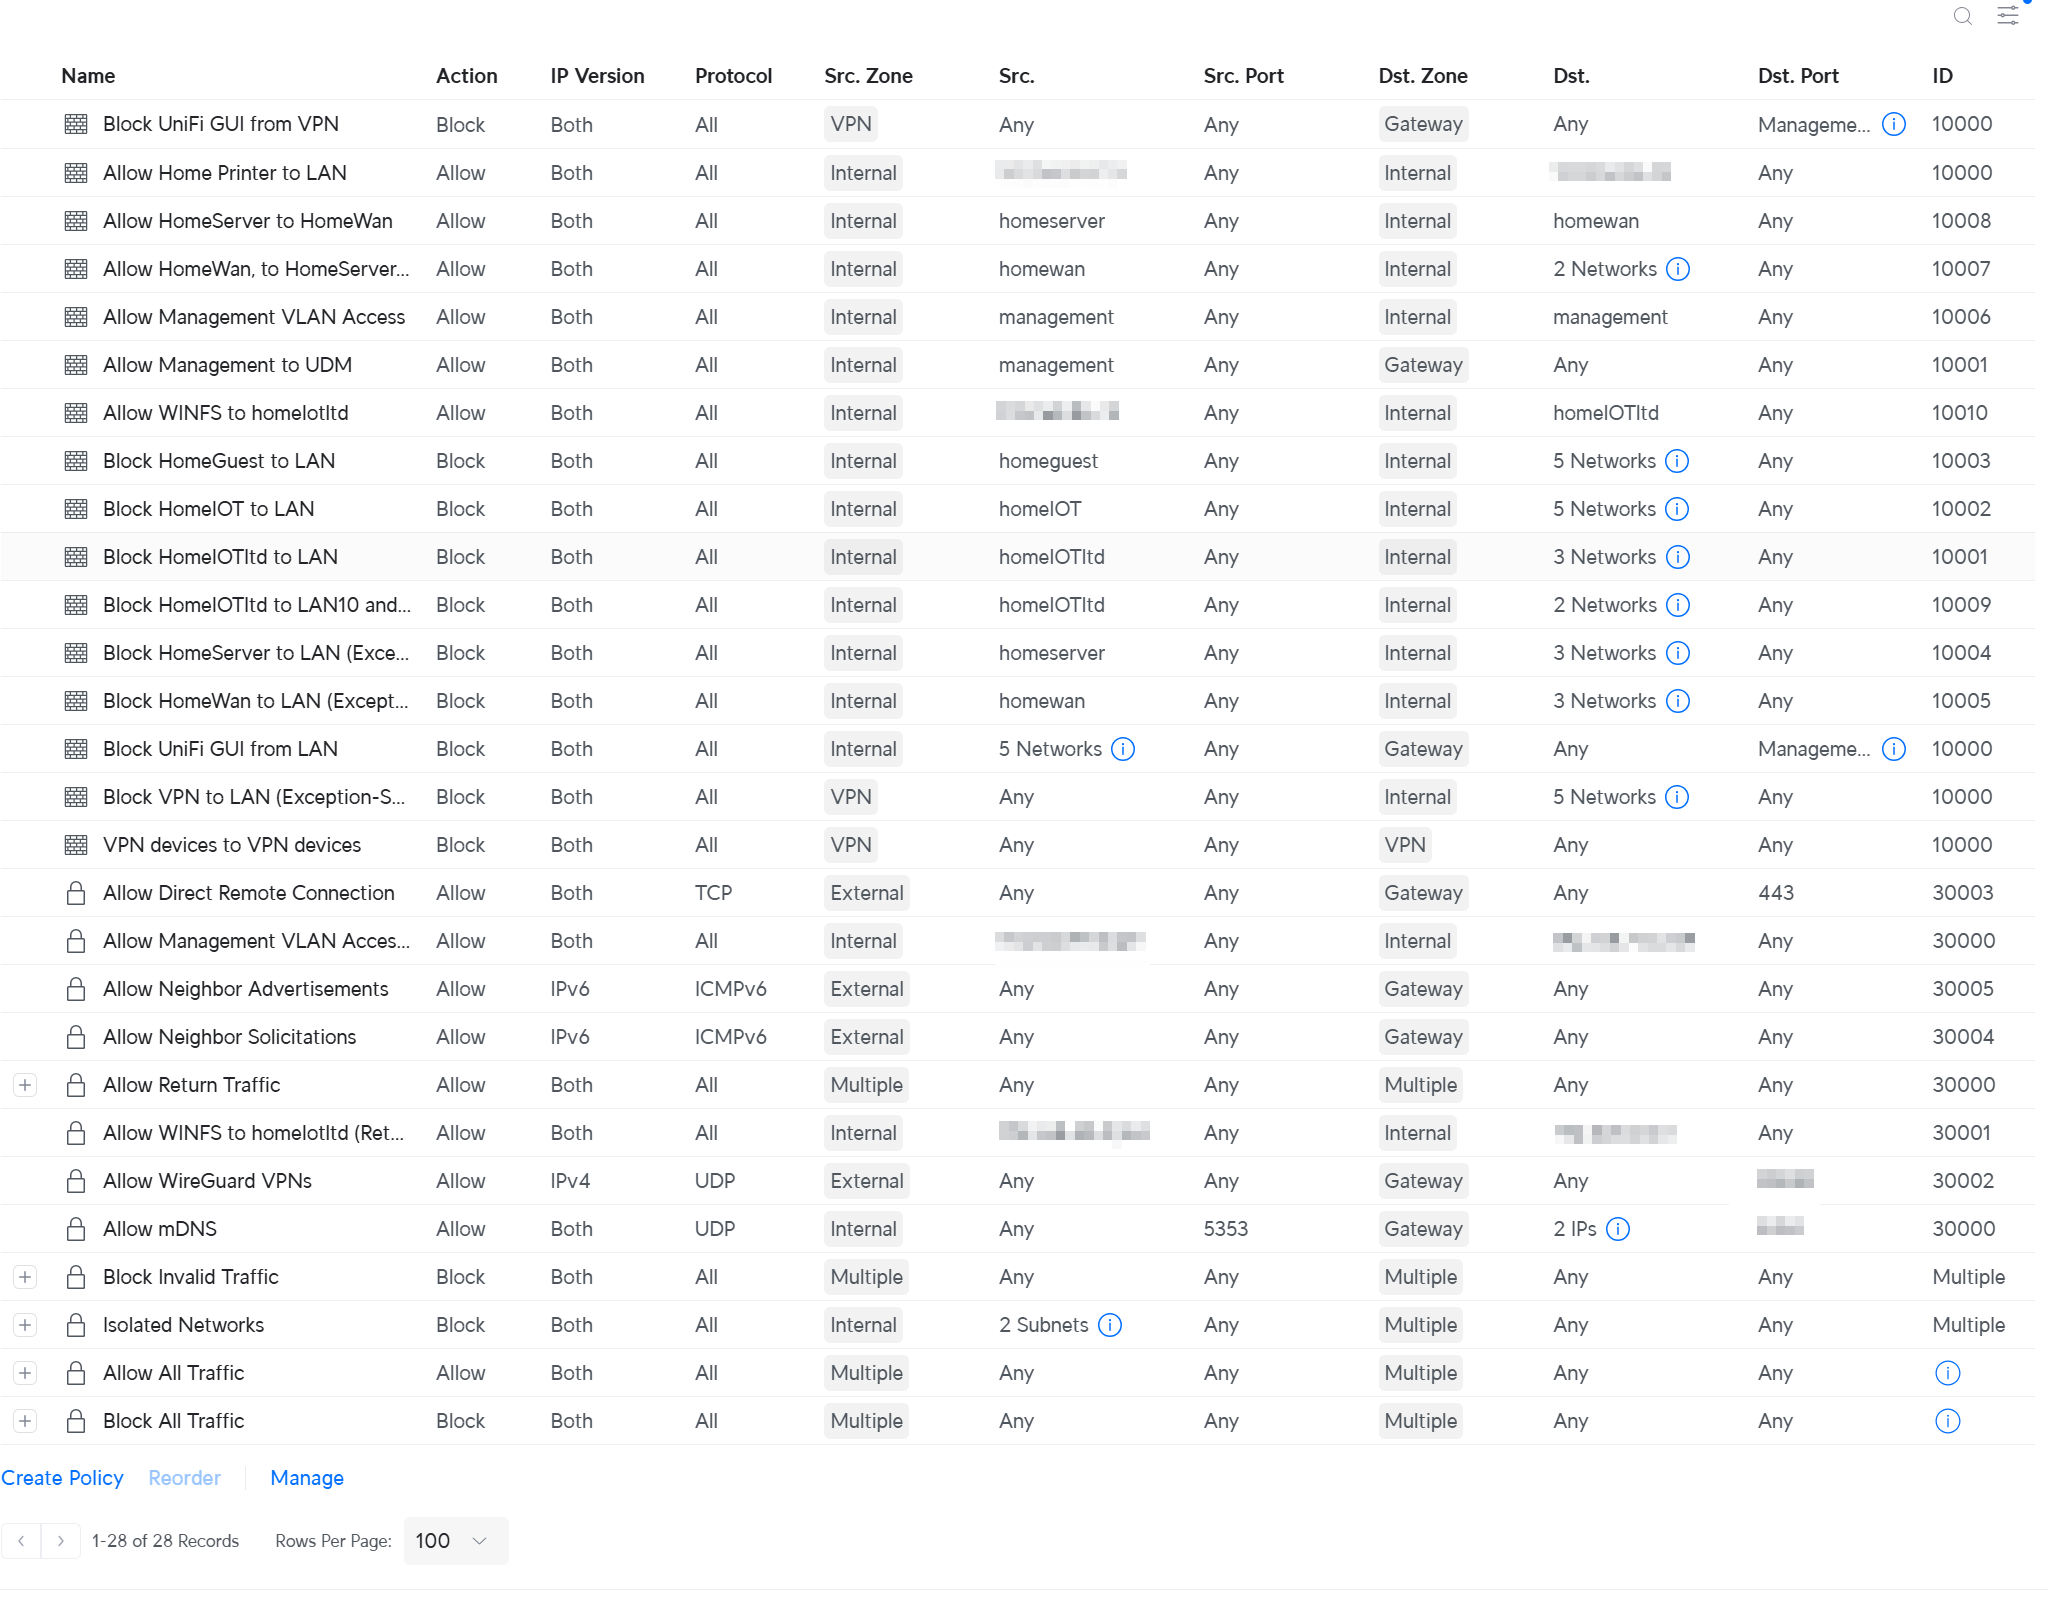 Name Action IP Version Protocol Src. Zone Src. Src. Port Dst. Zone Dst. Dst. Port ID
Block UniFi GUI from VPN Block Both All VPN Any Any Gateway Any Manageme... 10000
Allow Home Printer to LAN Allow Both All Internal Any Internal Any 10000
Allow HomeServer to HomeWan Allow Both All Internal homeserver Any Internal homewan Any 10008
Allow HomeWan, to HomeServer... Allow Both All Internal homewan Any Internal 2 Networks Any 10007
Allow Management VLAN Access Allow Both All Internal management Any Internal management Any 10006
Allow Management to UDM Allow Both All Internal management Any Gateway Any Any 10001
Allow WINFS to homeIotltd Allow Both All Internal Any Internal homeIOTltd Any 10010
Block HomeGuest to LAN Block Both All Internal homeguest Any Internal 5 Networks Any 10003
Block HomeIOT to LAN Block Both All Internal homeIOT Any Internal 5 Networks Any 10002
Block HomeIOTltd to LAN Block Both All Internal homeIOTltd Any Internal 3 Networks Any 10001
Block HomeIOTltd to LAN10 and... Block Both All Internal homeIOTltd Any Internal 2 Networks Any 10009
Block HomeServer to LAN (Exce... Block Both All Internal homeserver Any Internal 3 Networks Any 10004
Block HomeWan to LAN (Except... Block Both All Internal homewan Any Internal 3 Networks Any 10005
Block UniFi GUI from LAN Block Both All Internal 5 Networks Any Gateway Any Manageme... 10000
Block VPN to LAN (Exception-S... Block Both All VPN Any Any Internal 5 Networks Any 10000
VPN devices to VPN devices Block Both All VPN Any Any VPN Any Any 10000
Allow Direct Remote Connection Allow Both TCP External Any Any Gateway Any 443 30003
Allow Management VLAN Acces... Allow Both All Internal Any Internal Any 30000
Allow Neighbor Advertisements Allow IPv6 ICMPv6 External Any Any Gateway Any Any 30005
Allow Neighbor Solicitations Allow IPv6 ICMPv6 External Any Any Gateway Any Any 30004
Allow Return Traffic Allow Both All Multiple Any Any Multiple Any Any 30000
Allow WINFS to homeIotltd (Ret... Allow Both All Internal Any Internal Any 30001
Allow WireGuard VPNs Allow IPv4 UDP External Any Any Gateway Any 30002
Allow mDNS Allow Both UDP Internal Any 5353 Gateway 2 IPs 30000
Block Invalid Traffic Block Both All Multiple Any Any Multiple Any Any Multiple
Isolated Networks Block Both All Internal 2 Subnets Any Multiple Any Any Multiple
Allow All Traffic Allow Both All Multiple Any Any Multiple Any Any
Block All Traffic Block Both All Multiple Any Any Multiple Any Any
Create Policy Reorder Manage
1-28 of 28 Records Rows Per Page: 100